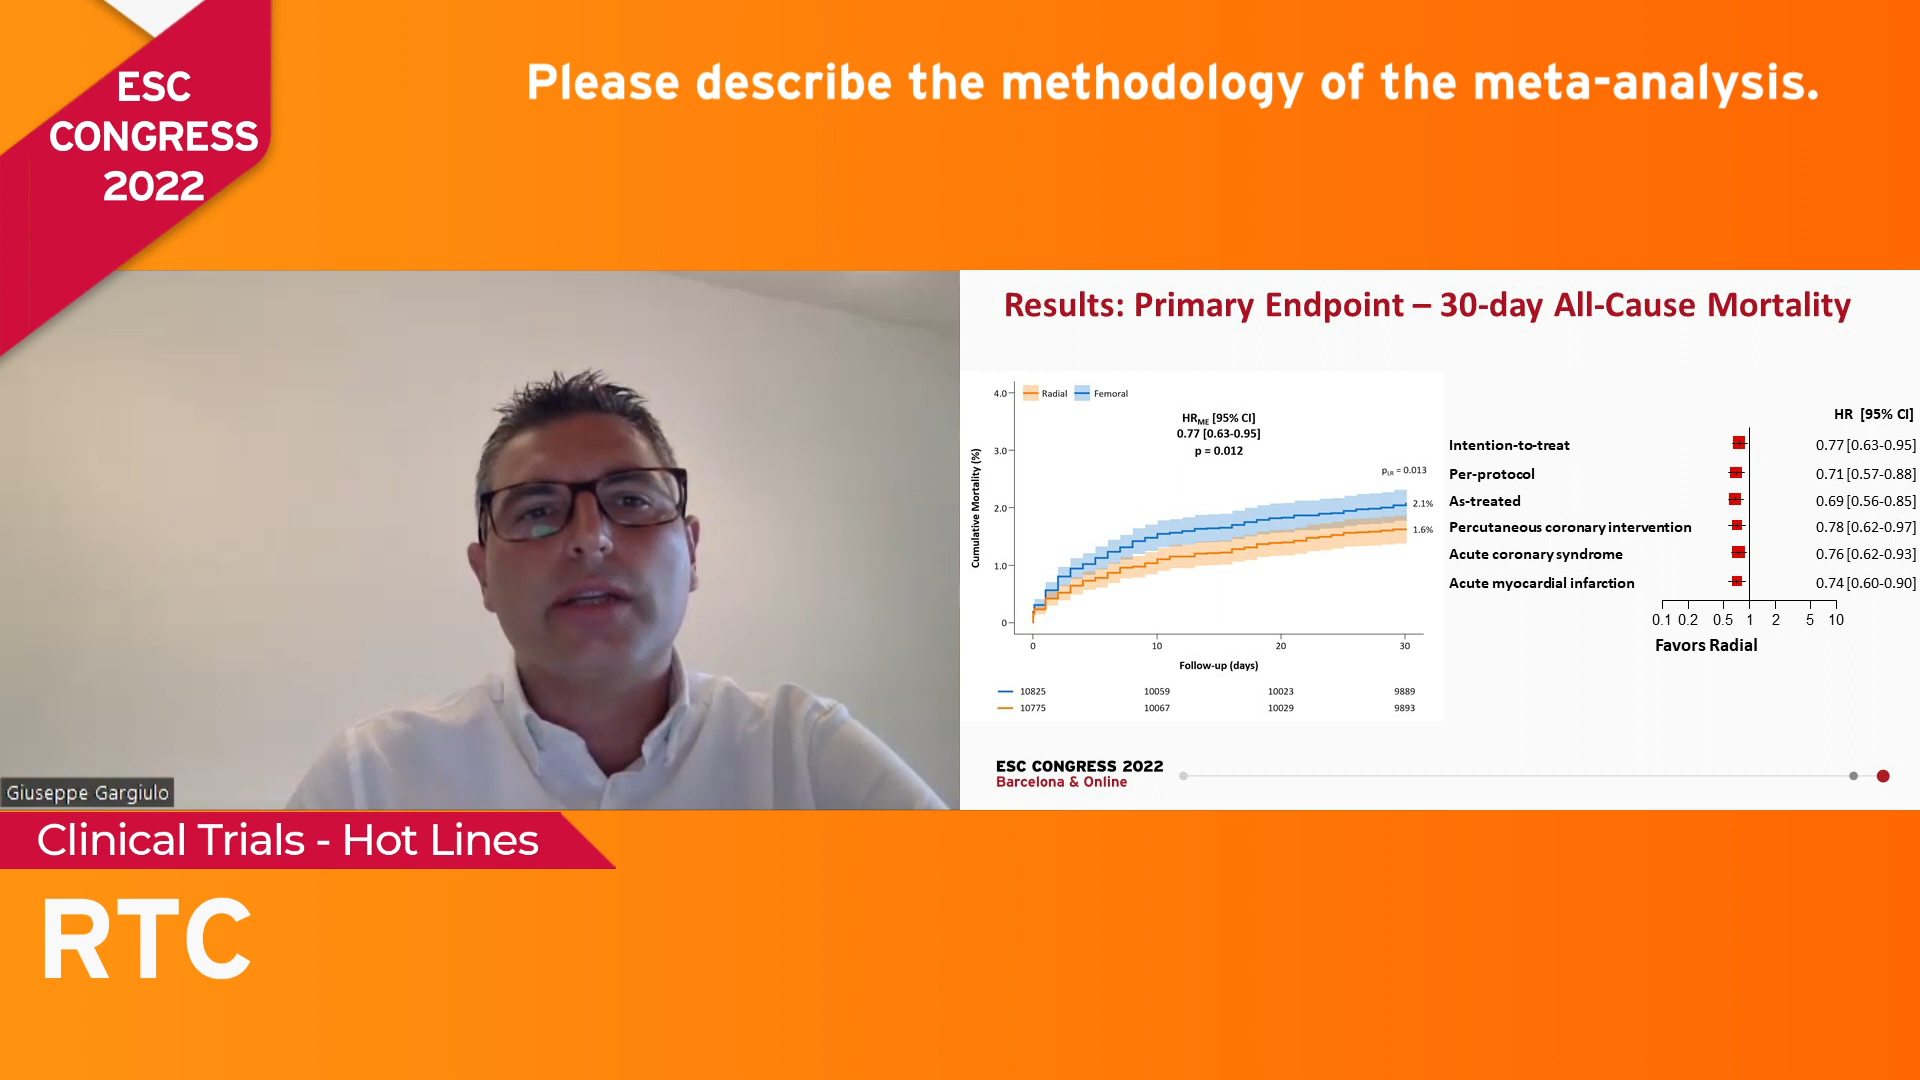 ESC
CONGRESS
2022
Please describe the methodology of the meta-analysis.
Giuseppe Gargiulo
Results: Primary Endpoint – 30-day All-Cause Mortality
Radial Femoral
HRME [95% CI]
0.77 [0.63-0.95]
p = 0.012
pLR = 0.013
2.1%
1.6%
Cumulative Mortality (%)
4.0
3.0
2.0
1.0
0
0 10 20 30
Follow-up (days)
10825 10059 10023 9889
10775 10067 10029 9893
HR [95% CI]
Intention-to-treat 0.77 [0.63-0.95]
Per-protocol 0.71 [0.57-0.88]
As-treated 0.69 [0.56-0.85]
Percutaneous coronary intervention 0.78 [0.62-0.97]
Acute coronary syndrome 0.76 [0.62-0.93]
Acute myocardial infarction 0.74 [0.60-0.90]
0.1 0.2 0.5 1 2 5 10
Favors Radial
ESC CONGRESS 2022
Barcelona & Online
Clinical Trials - Hot Lines
RTC